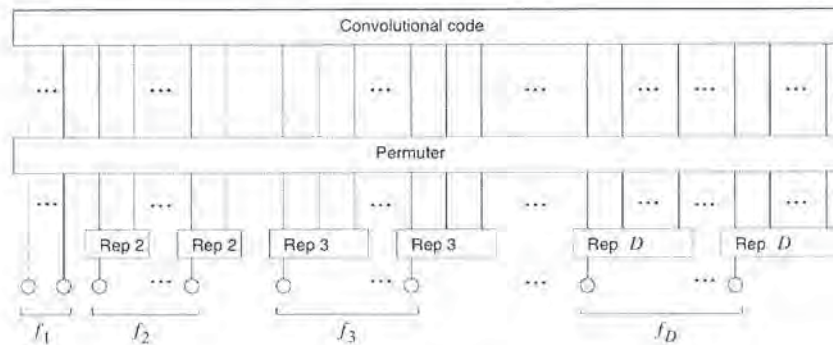 Convolutional code
... ... ... ... ... ... ...
Permuter
... ... ... ... ... ... ...
Rep 2 Rep 2 Rep 3 Rep 3 Rep D Rep D
... ... ... ...
f1 f2 f3 fD